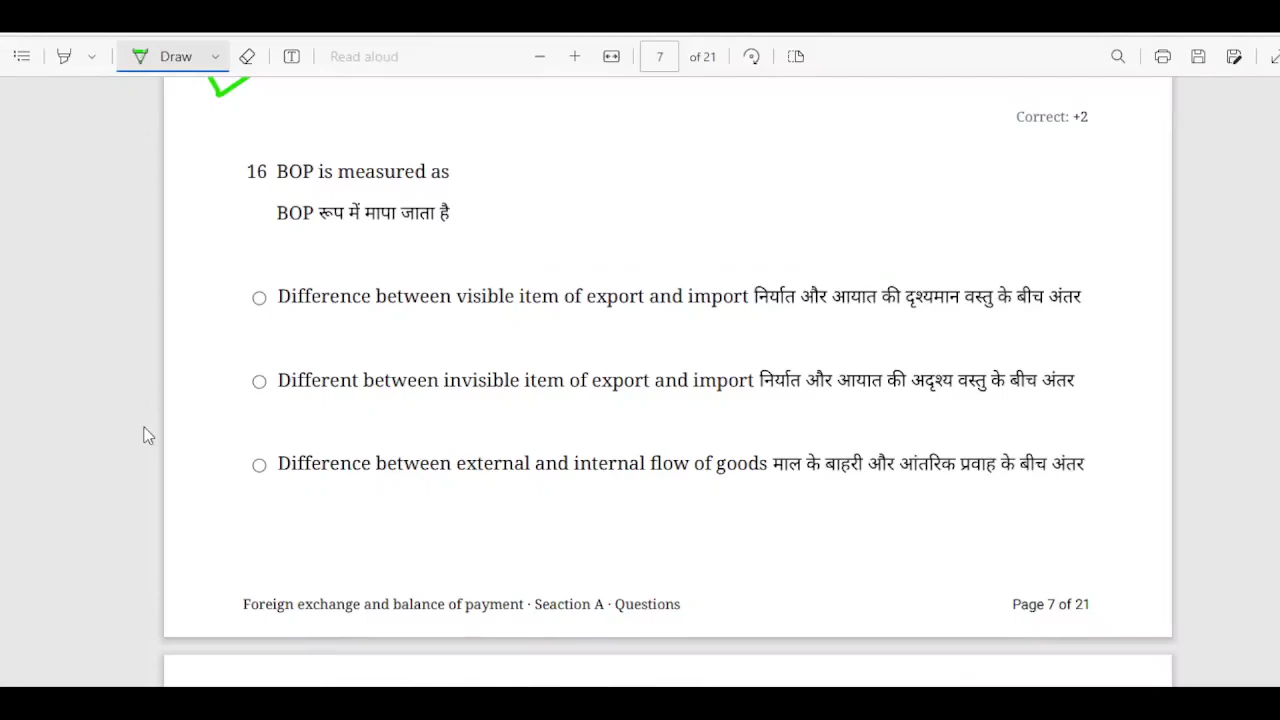 Draw
Read aloud
7 of 21
Correct: +2
16 BOP is measured as
BOP रूप में मापा जाता है
Difference between visible item of export and import निर्यात और आयात की दृश्यमान वस्तु के बीच अंतर
Different between invisible item of export and import निर्यात और आयात की अदृश्य वस्तु के बीच अंतर
Difference between external and internal flow of goods माल के बाहरी और आंतरिक प्रवाह के बीच अंतर
Foreign exchange and balance of payment · Seaction A · Questions
Page 7 of 21